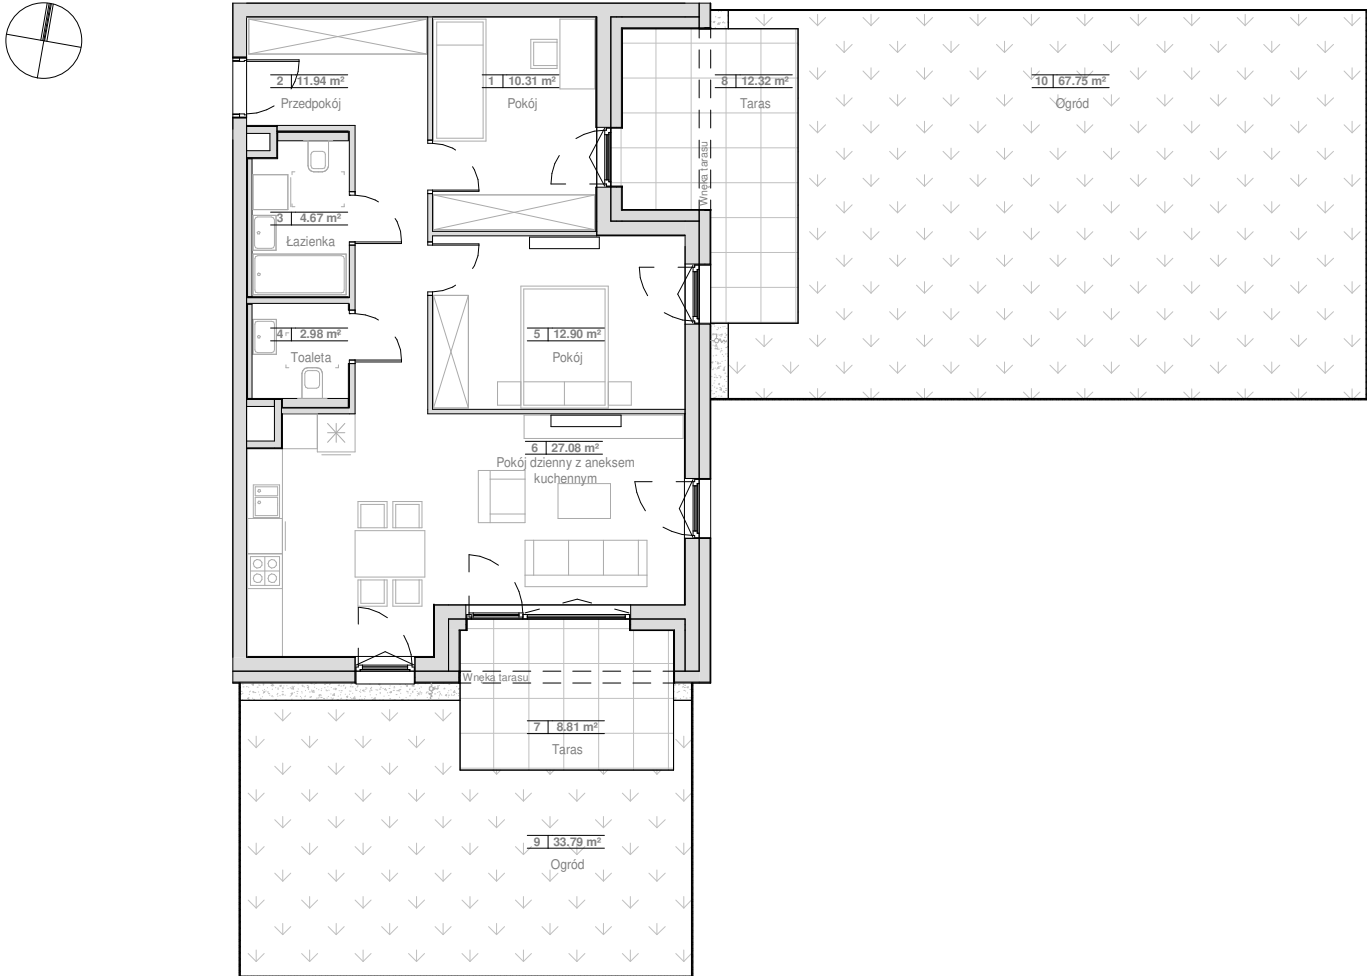 2 11.94 m²
Przedpokój
1 10.31 m²
Pokój
8 12.32 m²
Taras
10 67.75 m²
Ogród
Wnęka tarasu
3 4.67 m²
Łazienka
4 2.98 m²
Toaleta
5 12.90 m²
Pokój
6 27.08 m²
Pokój dzienny z aneksem
kuchennym
Wnęka tarasu
7 8.81 m²
Taras
9 33.79 m²
Ogród